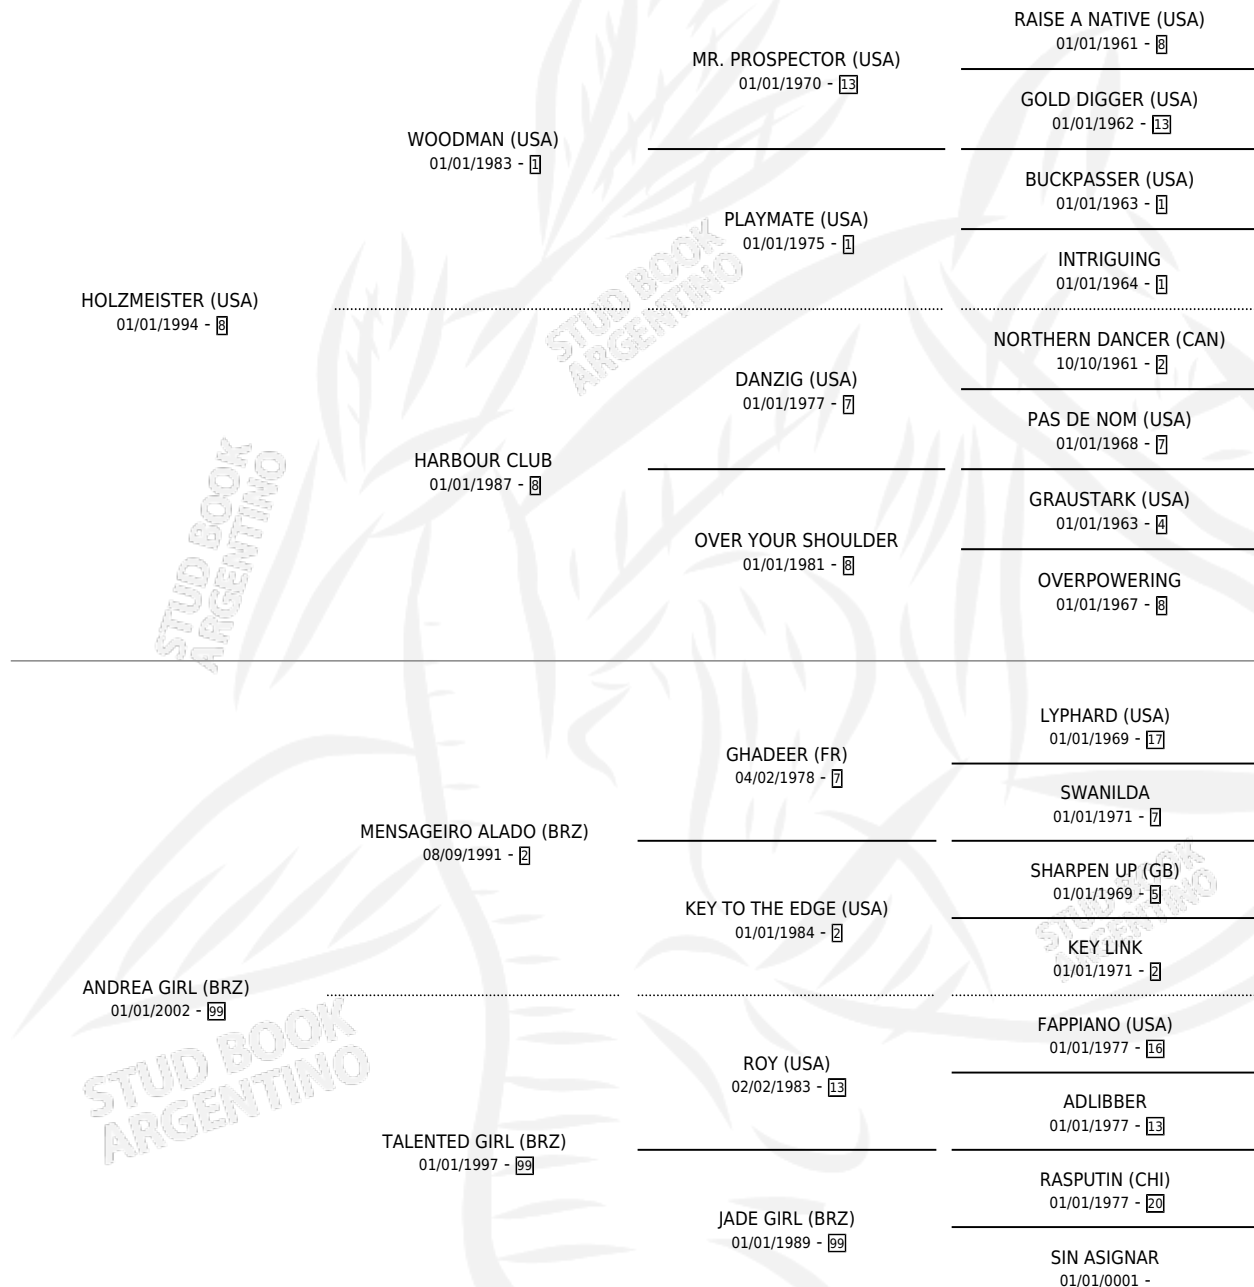 HOLZMEISTER (USA)
01/01/1994 - 8
WOODMAN (USA)
01/01/1983 - 1
HARBOUR CLUB
01/01/1987 - 8
MR. PROSPECTOR (USA)
01/01/1970 - 13
PLAYMATE (USA)
01/01/1975 - 1
DANZIG (USA)
01/01/1977 - 7
OVER YOUR SHOULDER
01/01/1981 - 8
RAISE A NATIVE (USA)
01/01/1961 - 8
GOLD DIGGER (USA)
01/01/1962 - 13
BUCKPASSER (USA)
01/01/1963 - 1
INTRIGUING
01/01/1964 - 1
NORTHERN DANCER (CAN)
10/10/1961 - 2
PAS DE NOM (USA)
01/01/1968 - 7
GRAUSTARK (USA)
01/01/1963 - 4
OVERPOWERING
01/01/1967 - 8
ANDREA GIRL (BRZ)
01/01/2002 - 99
MENSAGEIRO ALADO (BRZ)
08/09/1991 - 2
TALENTED GIRL (BRZ)
01/01/1997 - 99
GHADEER (FR)
04/02/1978 - 7
KEY TO THE EDGE (USA)
01/01/1984 - 2
ROY (USA)
02/02/1983 - 13
JADE GIRL (BRZ)
01/01/1989 - 99
LYPHARD (USA)
01/01/1969 - 17
SWANILDA
01/01/1971 - 7
SHARPEN UP (GB)
01/01/1969 - 5
KEY LINK
01/01/1971 - 2
FAPPIANO (USA)
01/01/1977 - 16
ADLIBBER
01/01/1977 - 13
RASPUTIN (CHI)
01/01/1977 - 20
SIN ASIGNAR
01/01/0001 -
STUD BOOK
ARGENTINO
STUD BOOK
ARGENTINO
STUD BOOK
ARGENTINO
STUD BOOK
ARGENTINO